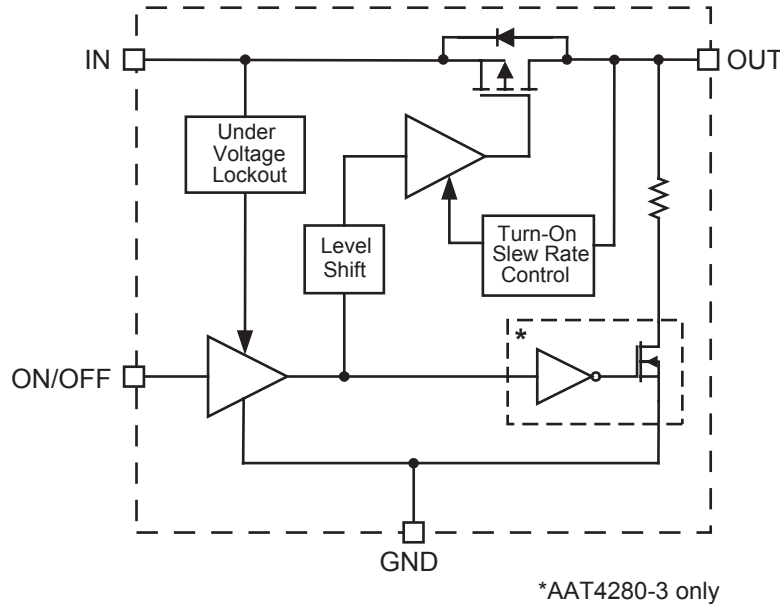 IN
OUT
Under
Voltage
Lockout
Level
Shift
Turn-On
Slew Rate
Control
*
ON/OFF
GND
*AAT4280-3 only